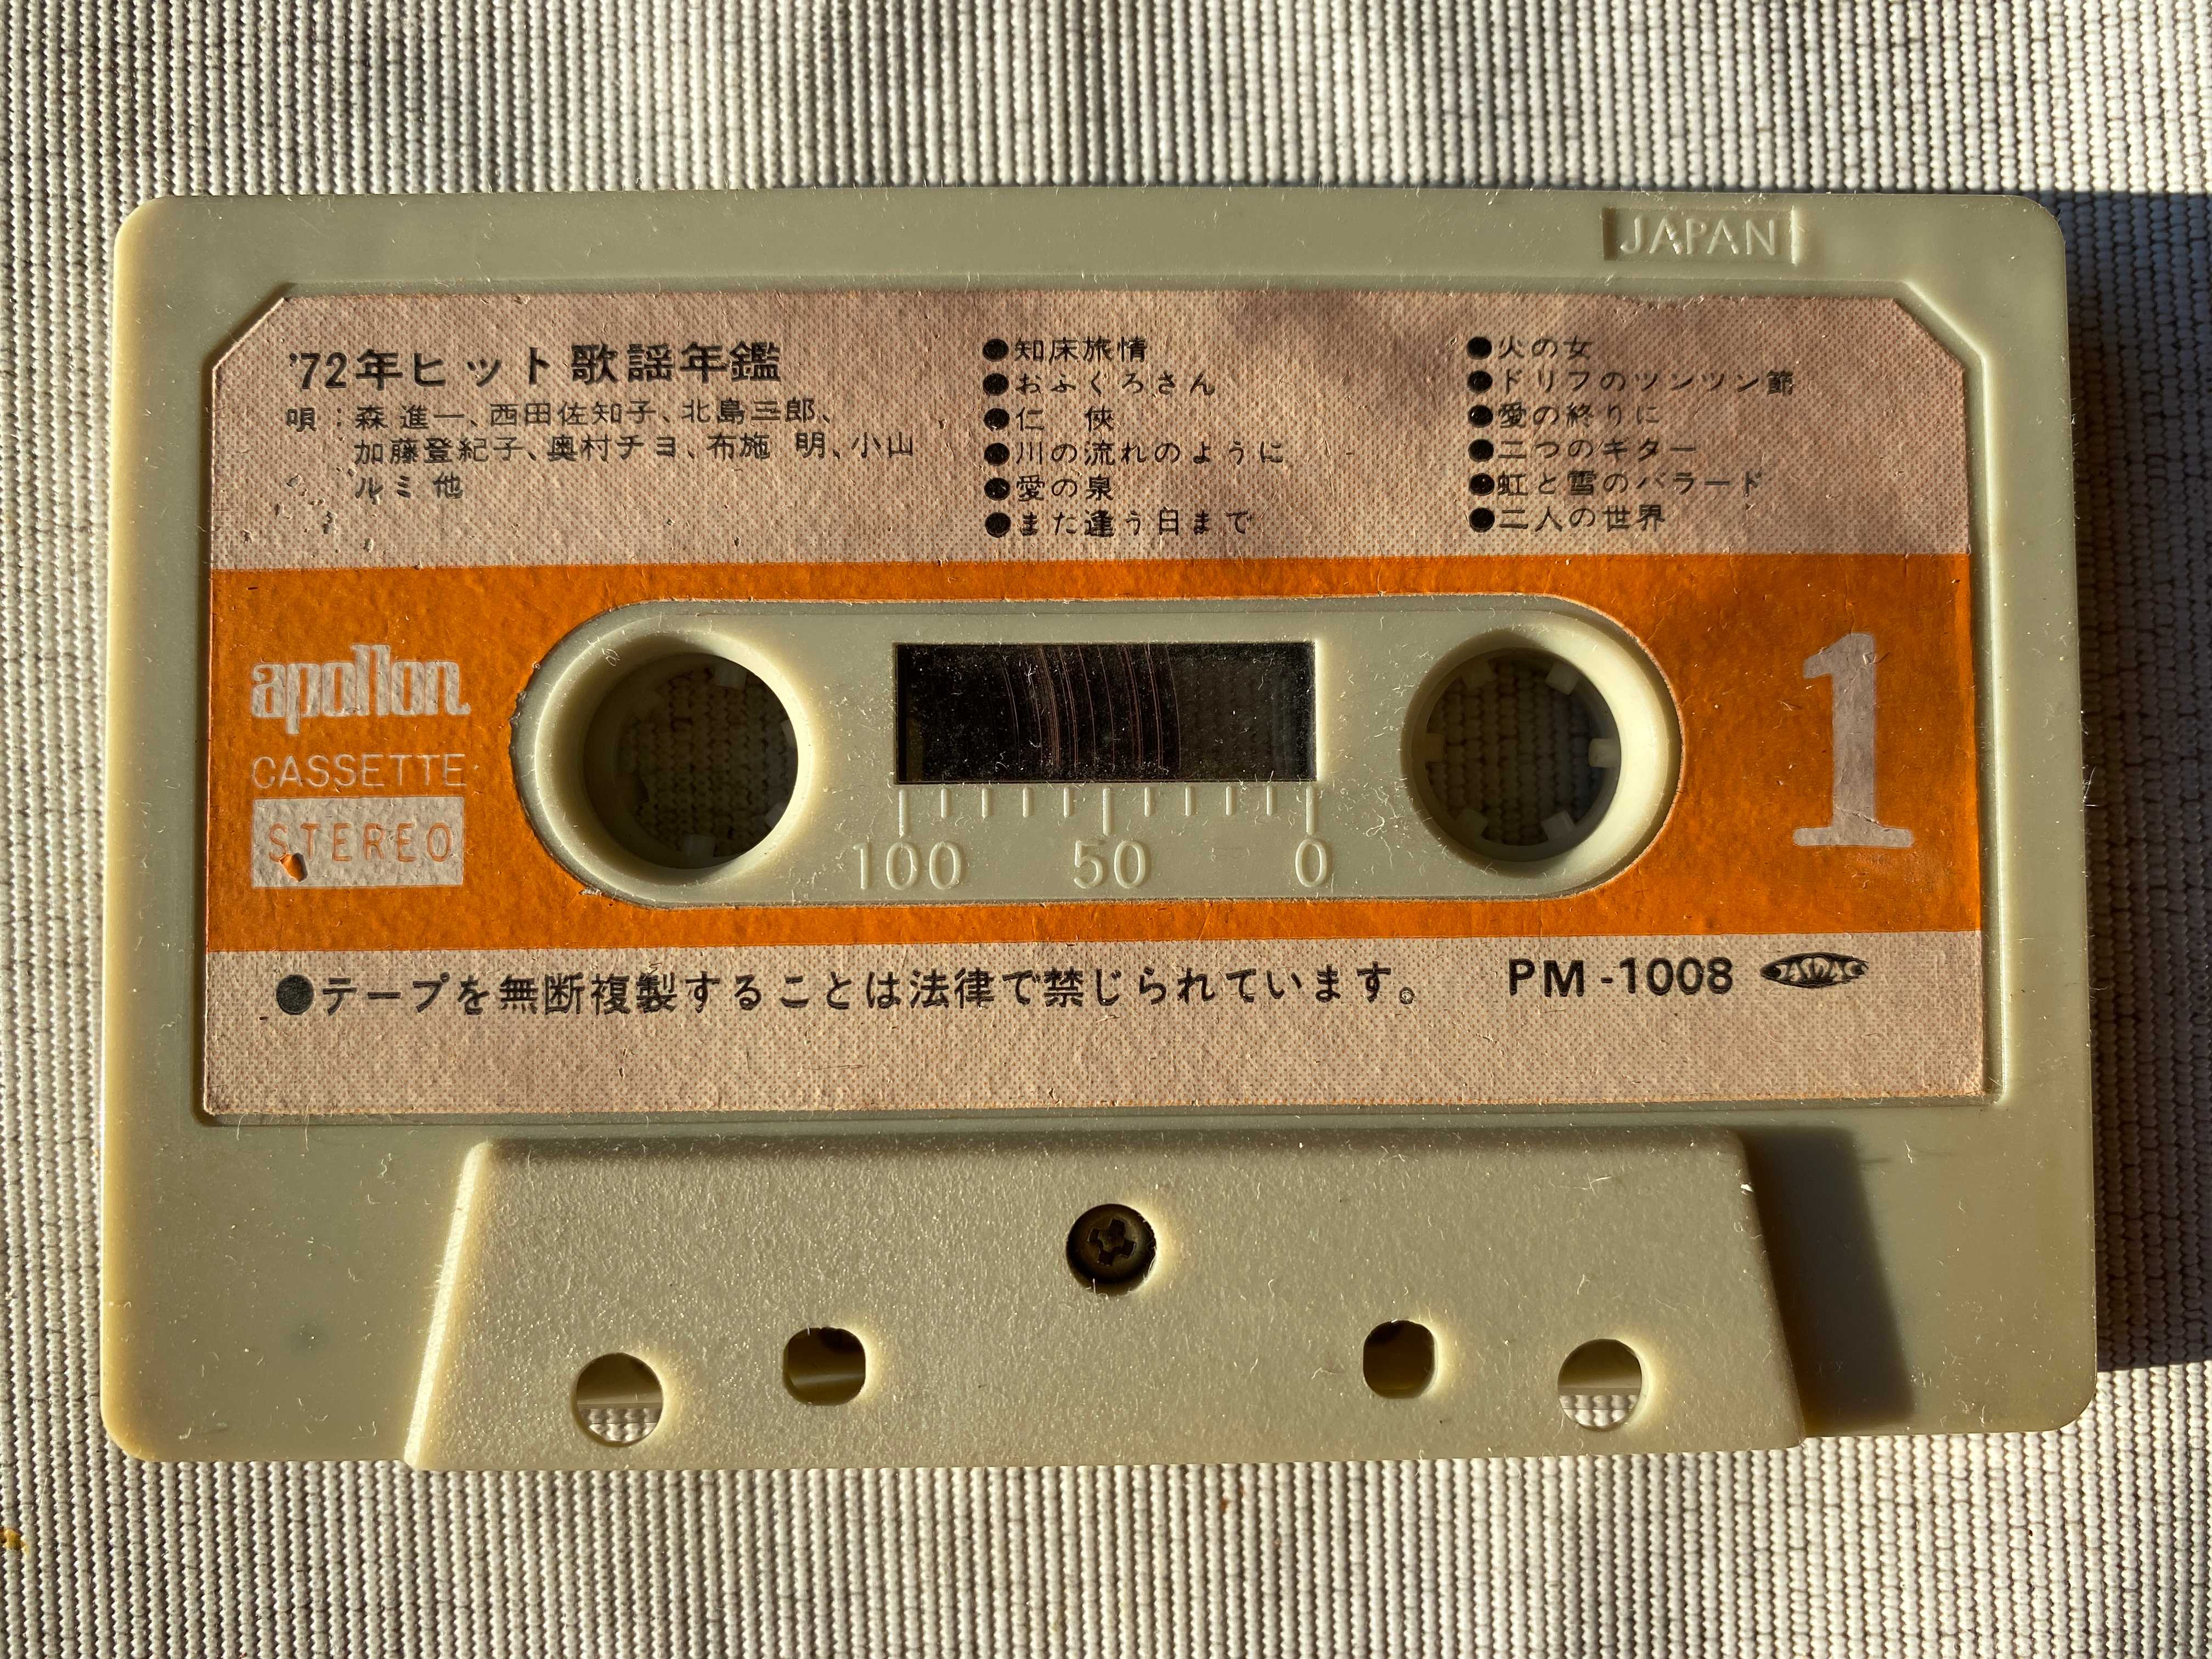 JAPAN
'72年ヒット歌謡年鑑
唄:森 進一、西田佐知子、北島三郎、
加藤登紀子、奥村チヨ、布施 明、小山
ルミ 他
●知床旅情
●おふくろさん
●仁 俠
●川の流れのように
●愛の泉
●また逢う日まで
●火の女
●ドリフのツンツン節
●愛の終りに
●二つのギター
●虹と雪のバラード
●二人の世界
apollon
CASSETTE
STEREO
1
100 50 0
●テープを無断複製することは法律で禁じられています。
PM-1008